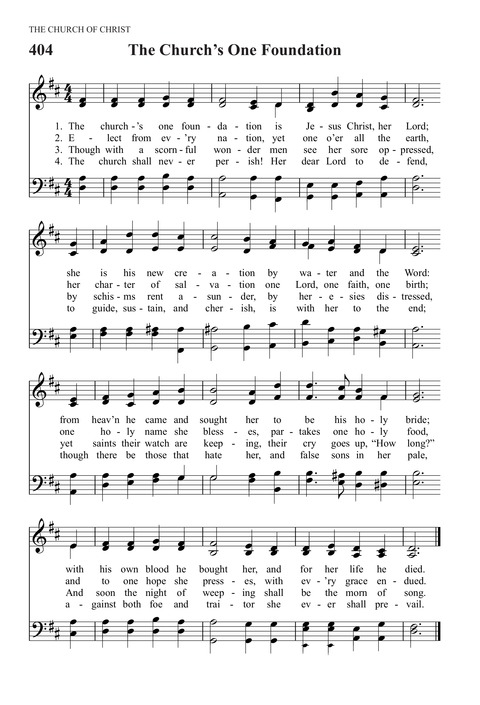 THE CHURCH OF CHRIST
404 The Church's One Foundation
1. The church - 's one foun - da - tion is Je - sus Christ, her Lord;
2. E - lect from ev - 'ry na - tion, yet one o'er all the earth,
3. Though with a scorn - ful won - der men see her sore op - pressed,
4. The church shall nev - er per - ish! Her dear Lord to de - fend,
she is his new cre - a - tion by wa - ter and the Word:
her char - ter of sal - va - tion one Lord, one faith, one birth;
by schis - ms rent a - sun - der, by her - e - sies dis - tressed,
to guide, sus - tain, and cher - ish, is with her to the end;
from heav'n he came and sought her to be his ho - ly bride;
one ho - ly name she bless - es, par - takes one ho - ly food,
yet saints their watch are keep - ing, their cry goes up, “How long?”
though there be those that hate her, and false sons in her pale,
with his own blood he bought her, and for her life he died.
and to one hope she press - es, with ev - 'ry grace en - dued.
And soon the night of weep - ing shall be the morn of song.
a - gainst both foe and trai - tor she ev - er shall pre - vail.